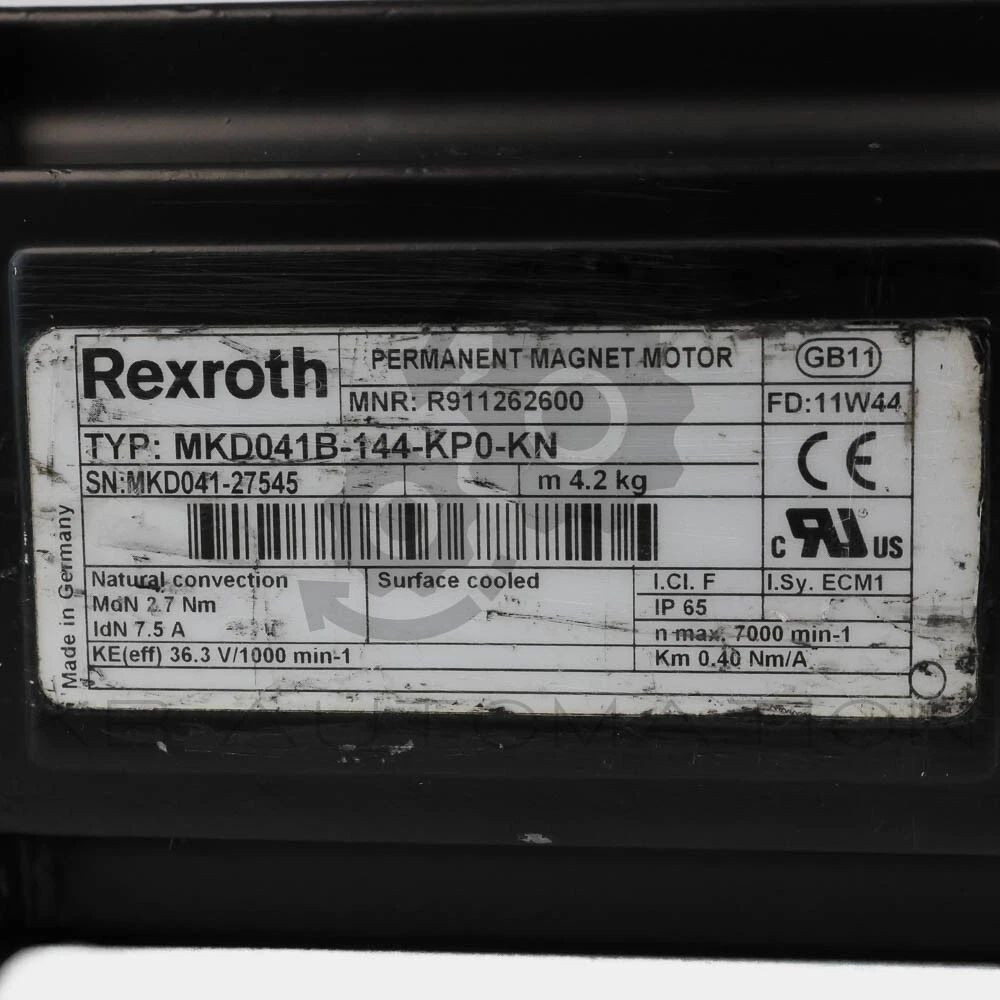 Rexroth
PERMANENT MAGNET MOTOR
GB11
MNR: R911262600
FD:11W44
TYP: MKD041B-144-KP0-KN
CE
SN:MKD041-27545
m 4.2 kg
c RU US
Made in Germany
Natural convection
Surface cooled
I.Cl. F
I.Sy. ECM1
MdN 2.7 Nm
IP 65
IdN 7.5 A
n max. 7000 min-1
KE(eff) 36.3 V/1000 min-1
Km 0.40 Nm/A
AUTOMATION